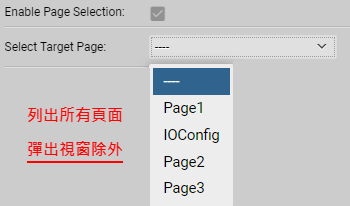 Enable Page Selection:
Select Target Page: ----
----
Page1
IOConfig
Page2
Page3
列出所有頁面
彈出視窗除外